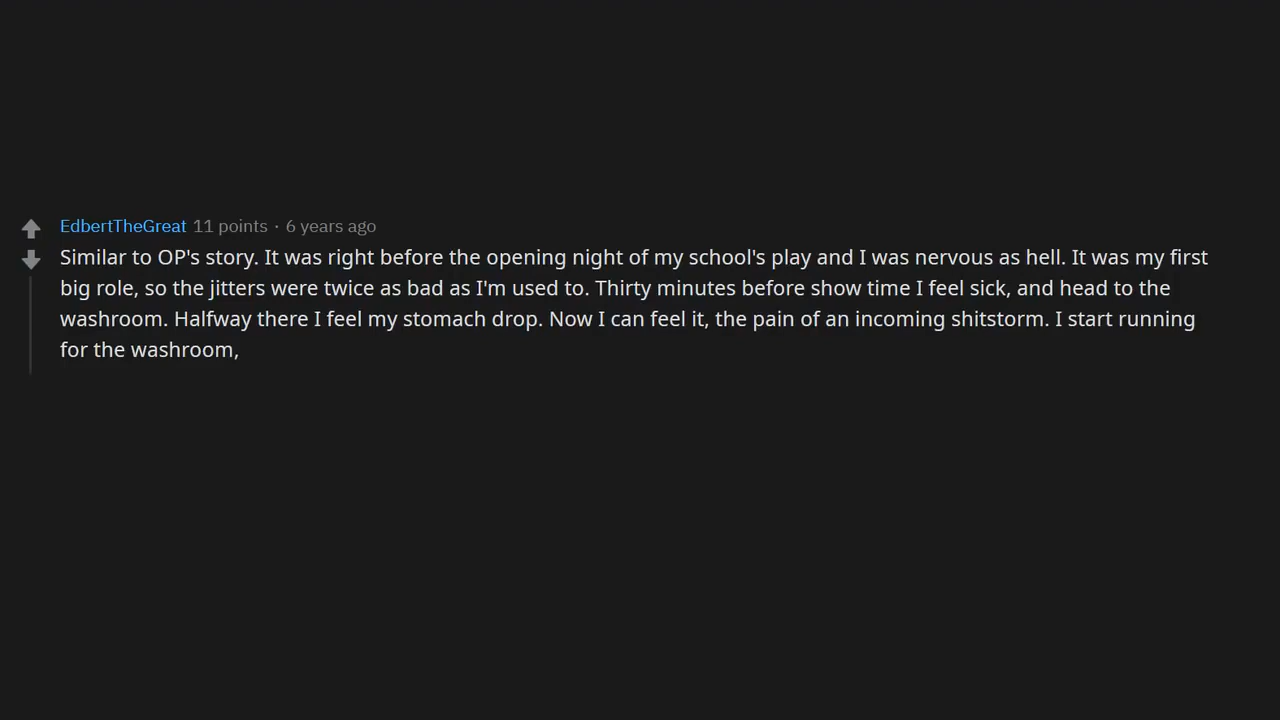 EdbertTheGreat 11 points · 6 years ago
Similar to OP's story. It was right before the opening night of my school's play and I was nervous as hell. It was my first
big role, so the jitters were twice as bad as I'm used to. Thirty minutes before show time I feel sick, and head to the
washroom. Halfway there I feel my stomach drop. Now I can feel it, the pain of an incoming shitstorm. I start running
for the washroom,